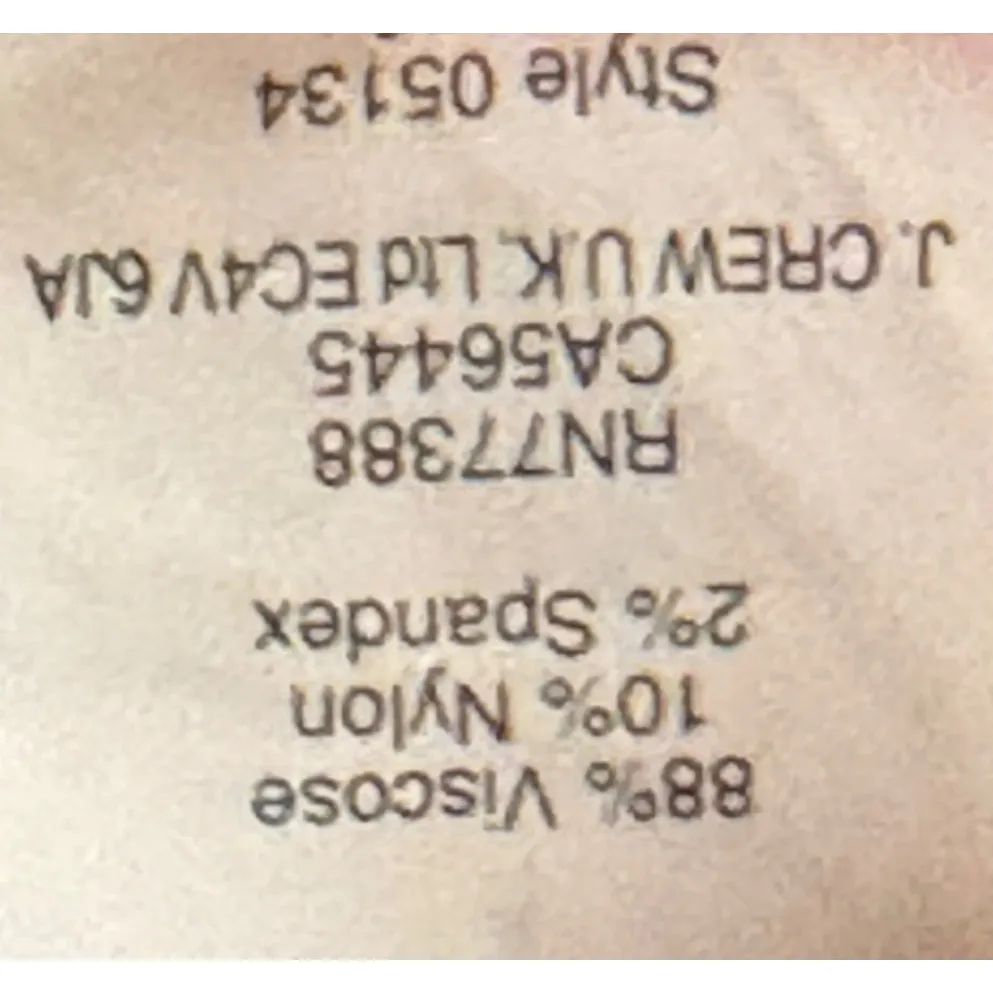 88% Viscose
10% Nylon
2% Spandex
RN77388
CA56445
J. CREW U.K. Ltd EC4V 6JA
Style 05134